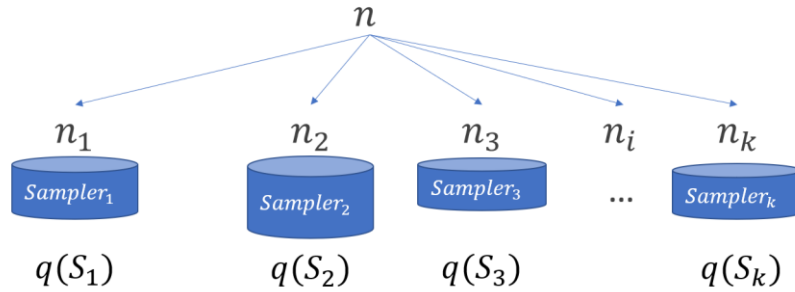 n
n₁ n₂ n₃ nᵢ nₖ
Sampler₁ Sampler₂ Sampler₃ ... Samplerₖ
q(S₁) q(S₂) q(S₃) q(Sₖ)